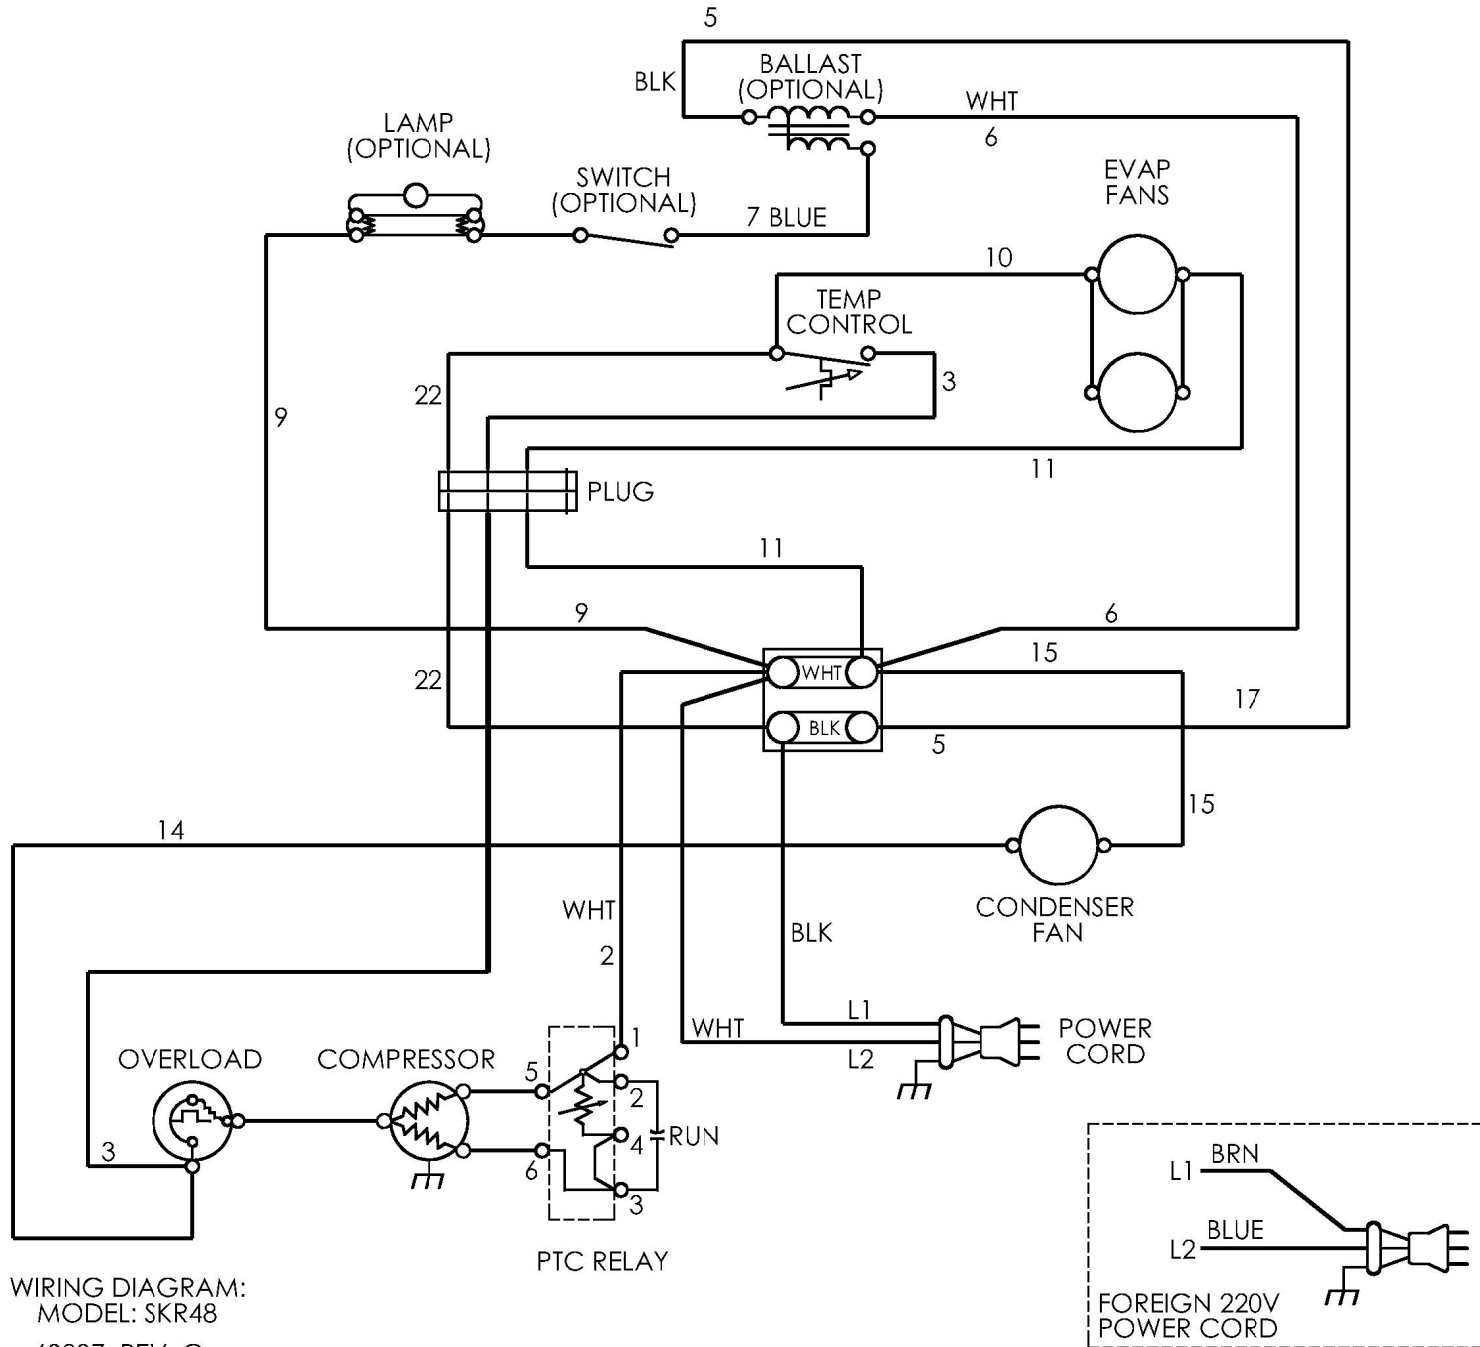 5
BLK
BALLAST
(OPTIONAL)
WHT
6
LAMP
(OPTIONAL)
SWITCH
(OPTIONAL)
7 BLUE
EVAP
FANS
10
TEMP
CONTROL
22
3
9
11
PLUG
11
9
6
15
WHT
22
17
BLK
5
15
14
CONDENSER
FAN
WHT
2
BLK
L1
WHT
L2
POWER
CORD
OVERLOAD
COMPRESSOR
1
5
2
4
RUN
6
3
3
PTC RELAY
BRN
L1
BLUE
L2
FOREIGN 220V
POWER CORD
WIRING DIAGRAM:
MODEL: SKR48